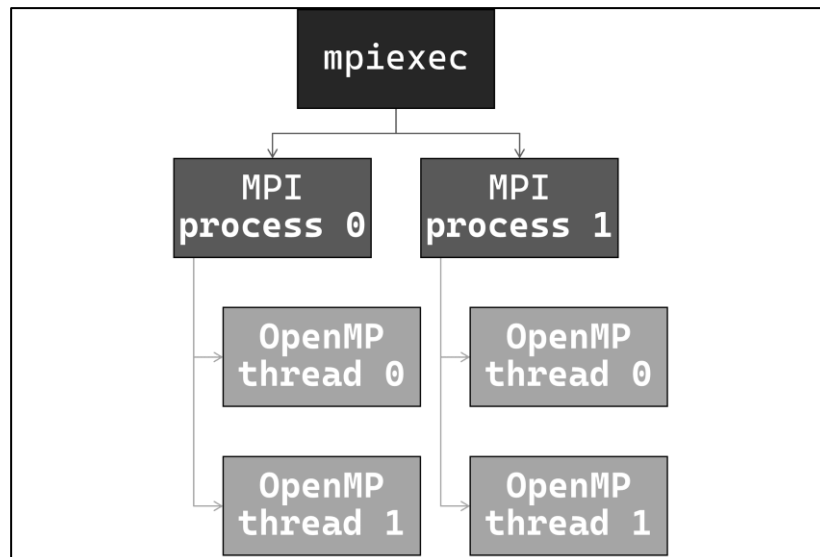 mpiexec
MPI
process 0
MPI
process 1
OpenMP
thread 0
OpenMP
thread 0
OpenMP
thread 1
OpenMP
thread 1